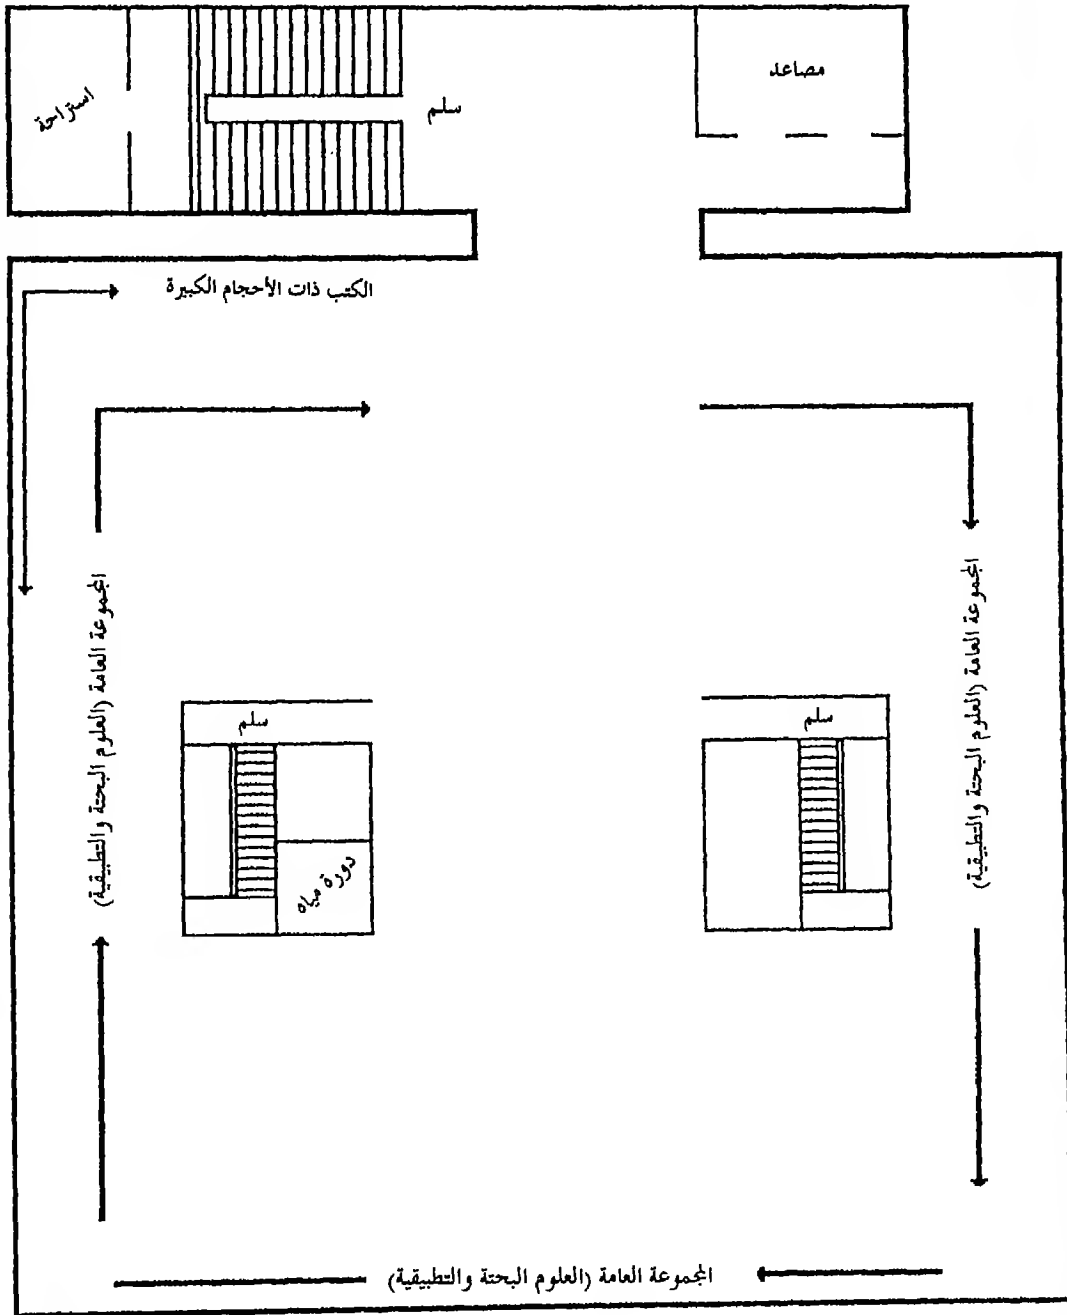 مصاعد
سلم
استراحة
الكتب ذات الأحجام الكبيرة
المجموعة العامة (العلوم البحتة والتطبيقية)
المجموعة العامة (العلوم البحتة والتطبيقية)
سلم
سلم
دورة مياه
المجموعة العامة (العلوم البحتة والتطبيقية)